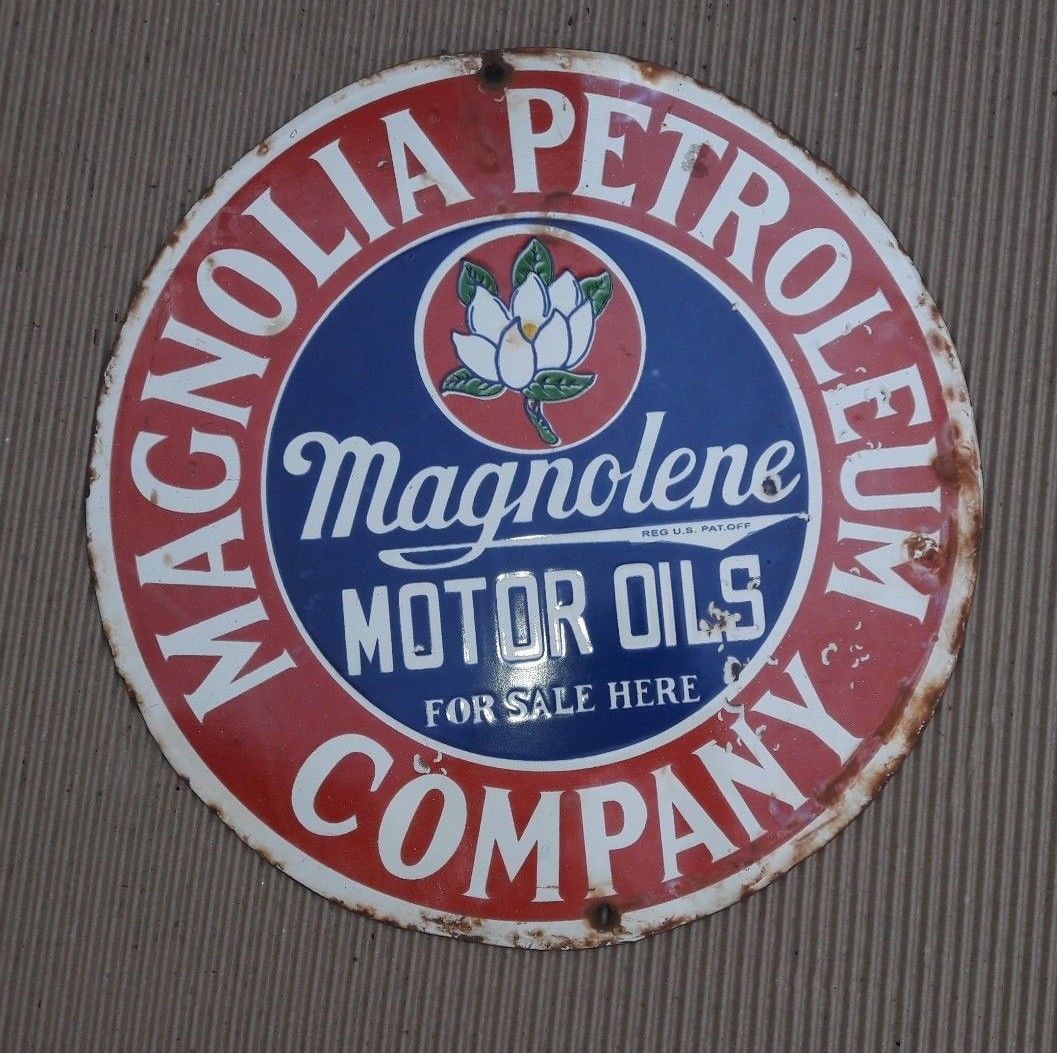 MAGNOLIA PETROLEUM
Magnolene
REG U.S. PAT.OFF
MOTOR OILS
FOR SALE HERE
COMPANY